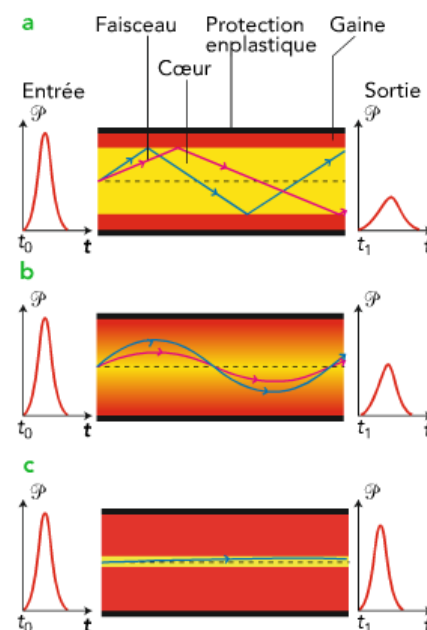 a
Faisceau
Protection
enplastique
Gaine
Cœur
Entrée
Sortie
𝒫
𝒫
t0
t
t1
t
b
𝒫
𝒫
t0
t
t1
t
c
𝒫
𝒫
t0
t
t1
t